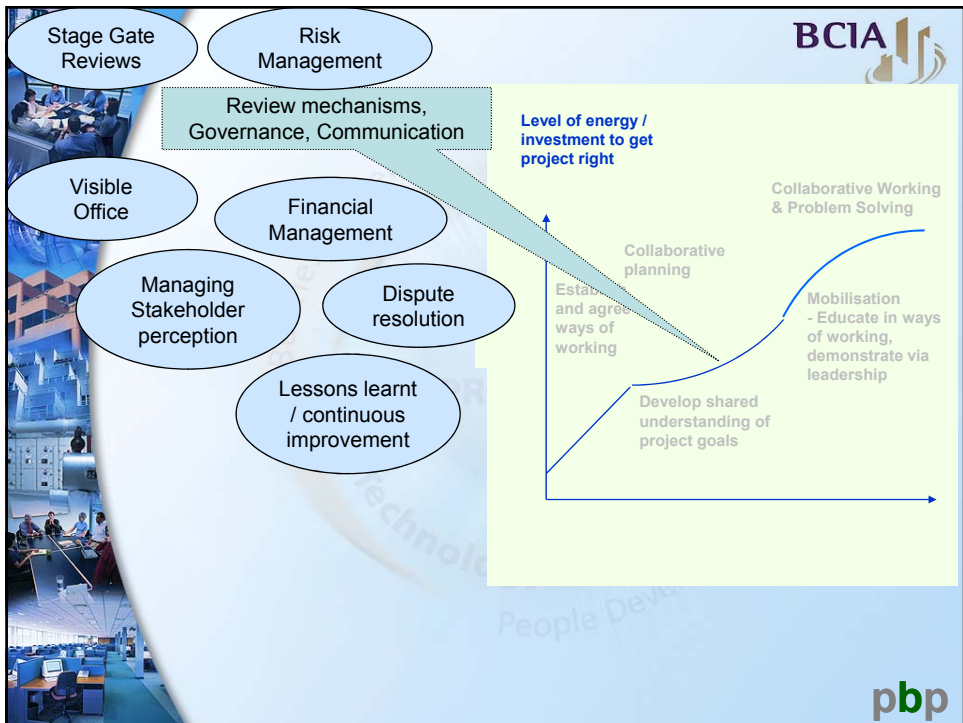 Stage Gate
Reviews
Risk
Management
BCIA
Review mechanisms,
Governance, Communication
Level of energy /
investment to get
project right
Visible
Office
Financial
Management
Collaborative Working
& Problem Solving
Collaborative
planning
Managing
Stakeholder
perception
Dispute
resolution
and agree
ways of
working
Mobilisation
- Educate in ways
of working,
demonstrate via
leadership
Lessons learnt
/ continuous
improvement
Develop shared
understanding of
project goals
People
pbp